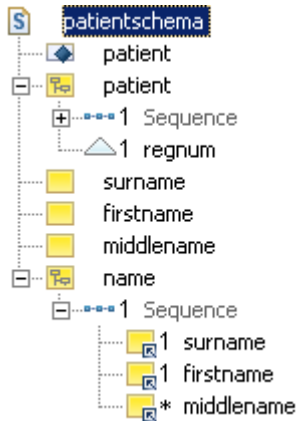 S patientschema
patient
patient
1 Sequence
1 regnum
surname
firstname
middlename
name
1 Sequence
1 surname
1 firstname
* middlename